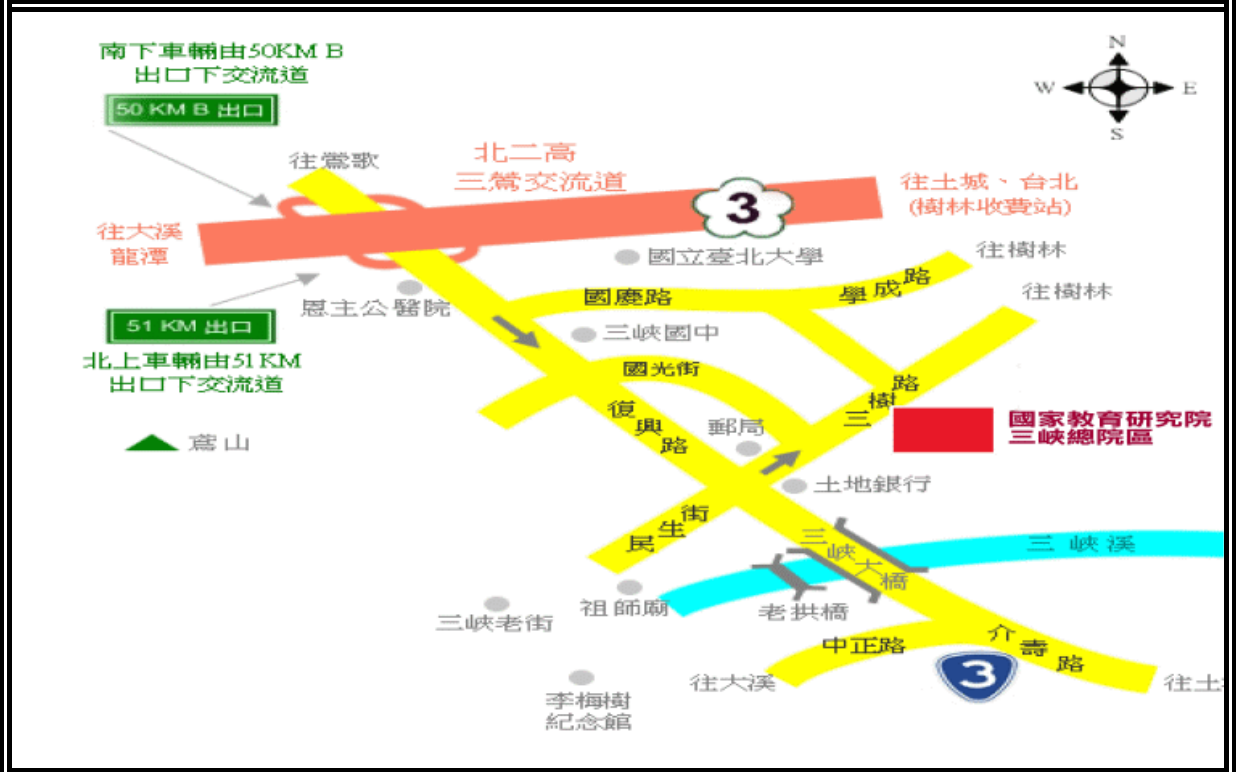 南下車輛由50KM B
出口下交流道
50 KM B 出口
N
W
E
S
往鶯歌
北二高
三鶯交流道
3
往土城、台北
(樹林收費站)
往大溪
龍潭
國立臺北大學
往樹林
往樹林
恩主公醫院
國慶路
學成路
51 KM 出口
北上車輛由51KM
出口下交流道
三峽國中
國光街
復興路
三樹路
郵局
國家教育研究院
三峽總院區
鳶山
土地銀行
民生街
三峽大橋
三峽溪
祖師廟
老拱橋
三峽老街
中正路
介壽路
3
往大溪
往土
李梅樹
紀念館